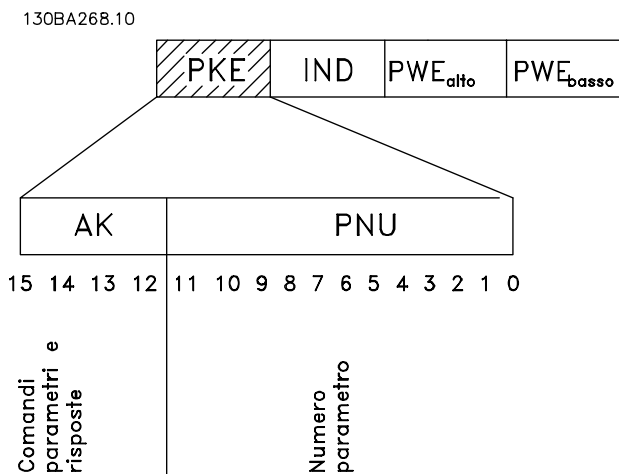 130BA268.10
PKE IND PWEalto PWEbasso
AK PNU
15 14 13 12 11 10 9 8 7 6 5 4 3 2 1 0
Comandi
parametri e
risposte
Numero
parametro